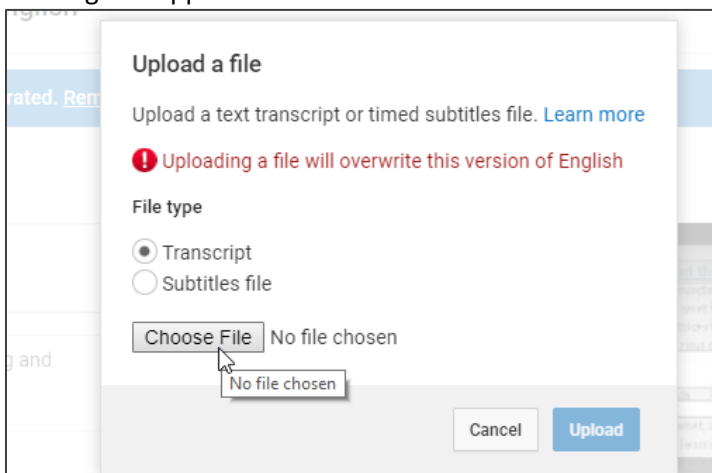 Upload a file
rated. Rem
Upload a text transcript or timed subtitles file. Learn more
Uploading a file will overwrite this version of English
File type
Transcript
Subtitles file
Choose File No file chosen
g and
No file chosen
Cancel Upload